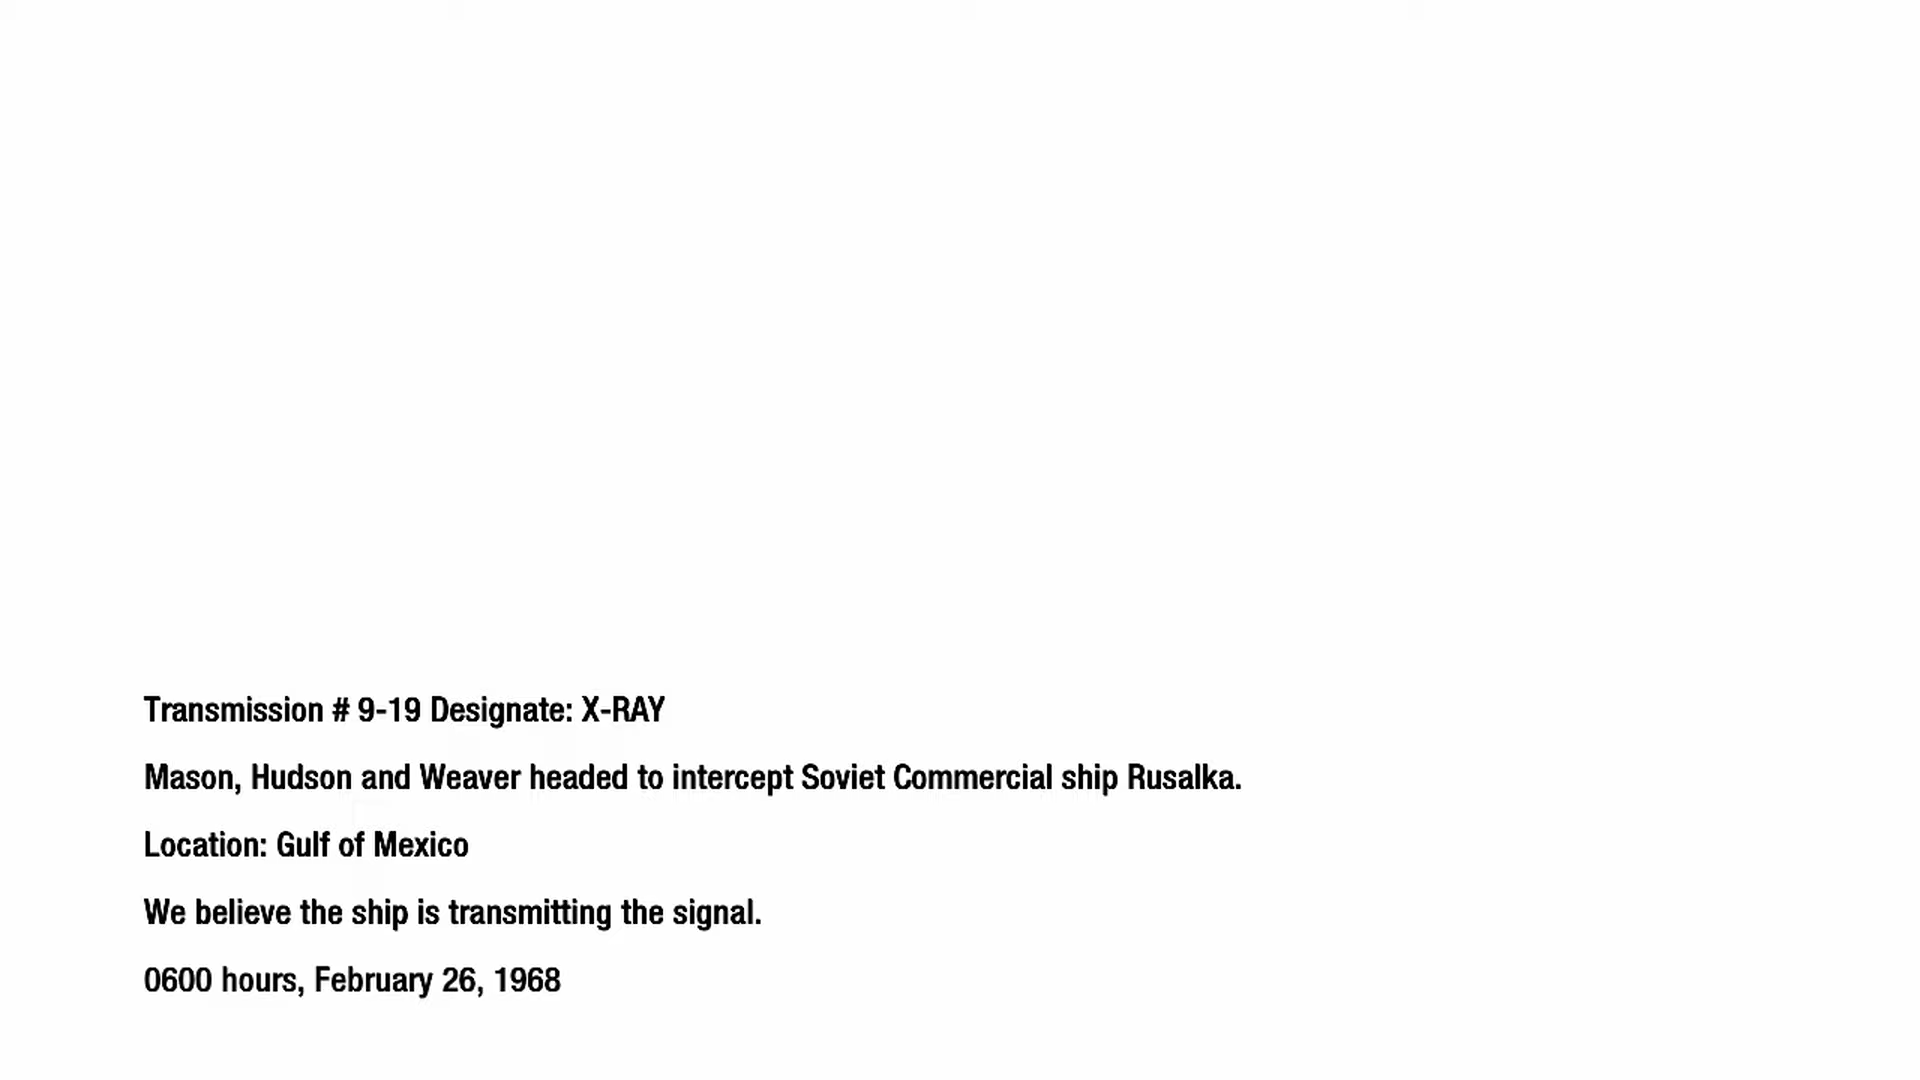 Transmission # 9-19 Designate: X-RAY
Mason, Hudson and Weaver headed to intercept Soviet Commercial ship Rusalka.
Location: Gulf of Mexico
We believe the ship is transmitting the signal.
0600 hours, February 26, 1968